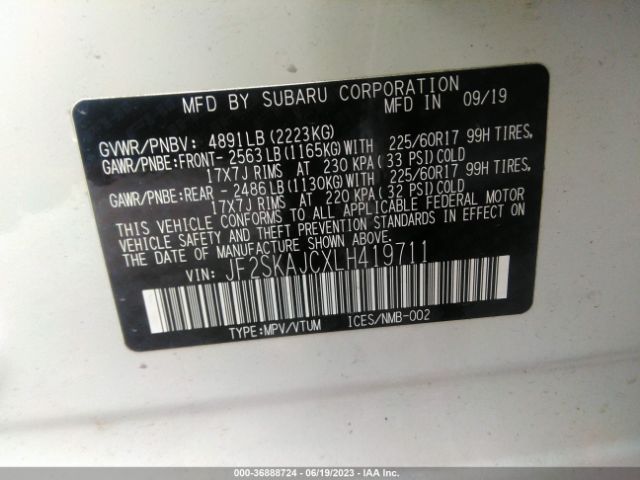 MFD BY SUBARU CORPORATION
MFD IN 09/19
GVWR/PNBV: 4891LB(2223KG)
GAWR/PNBE:FRONT- 2563LB(1165KG)WITH 225/60R17 99H TIRES,
17X7J RIMS AT 230 KPA(33 PSI)COLD
GAWR/PNBE:REAR - 2486LB(1130KG)WITH 225/60R17 99H TIRES,
17X7J RIMS AT 220 KPA(32 PSI)COLD
THIS VEHICLE CONFORMS TO ALL APPLICABLE FEDERAL MOTOR
VEHICLE SAFETY AND THEFT PREVENTION STANDARDS IN EFFECT ON
THE DATE OF MANUFACTURE SHOWN ABOVE.
VIN: JF2SKAJCXLH419711
TYPE:MPV/VTUM ICES/NMB-002
000-36888724 - 06/19/2023 - IAAI.COM